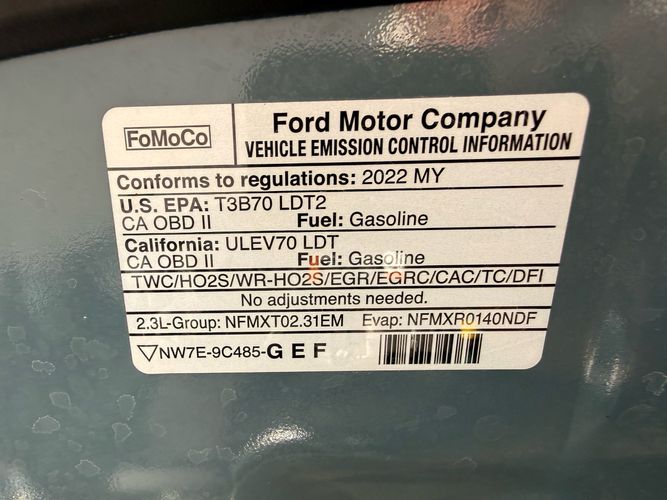 FoMoCo
Ford Motor Company
VEHICLE EMISSION CONTROL INFORMATION
Conforms to regulations: 2022 MY
U.S. EPA: T3B70 LDT2
CA OBD II Fuel: Gasoline
California: ULEV70 LDT
CA OBD II Fuel: Gasoline
TWC/HO2S/WR-HO2S/EGR/EGRC/CAC/TC/DFI
No adjustments needed.
2.3L-Group: NFMXT02.31EM Evap: NFMXR0140NDF
▽NW7E-9C485-G E F